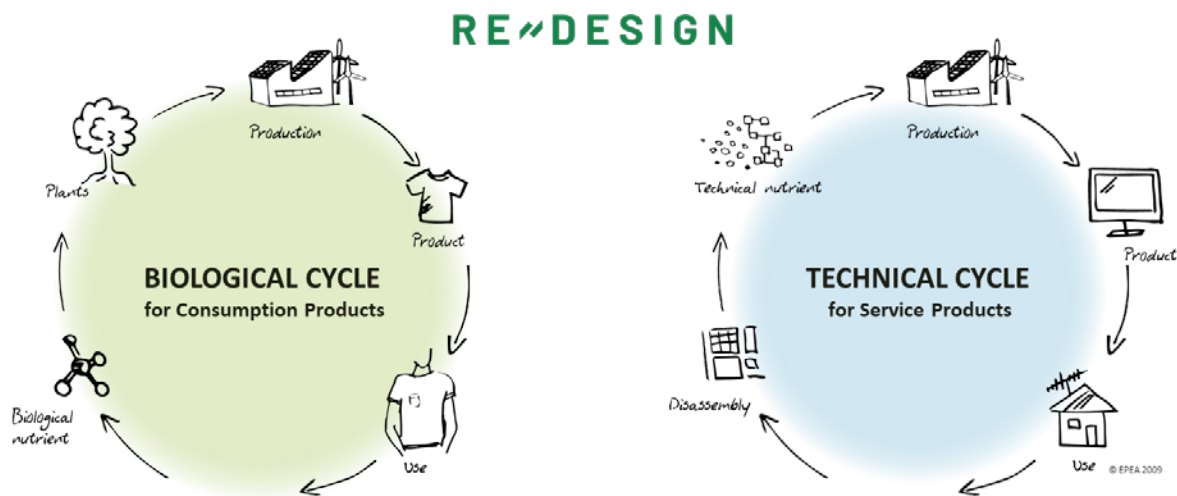 RE DESIGN
Production
Plants
Product
BIOLOGICAL CYCLE
for Consumption Products
Biological
nutrient
Use
Production
Technical nutrient
Product
TECHNICAL CYCLE
for Service Products
Disassembly
Use
© EPEA 2009